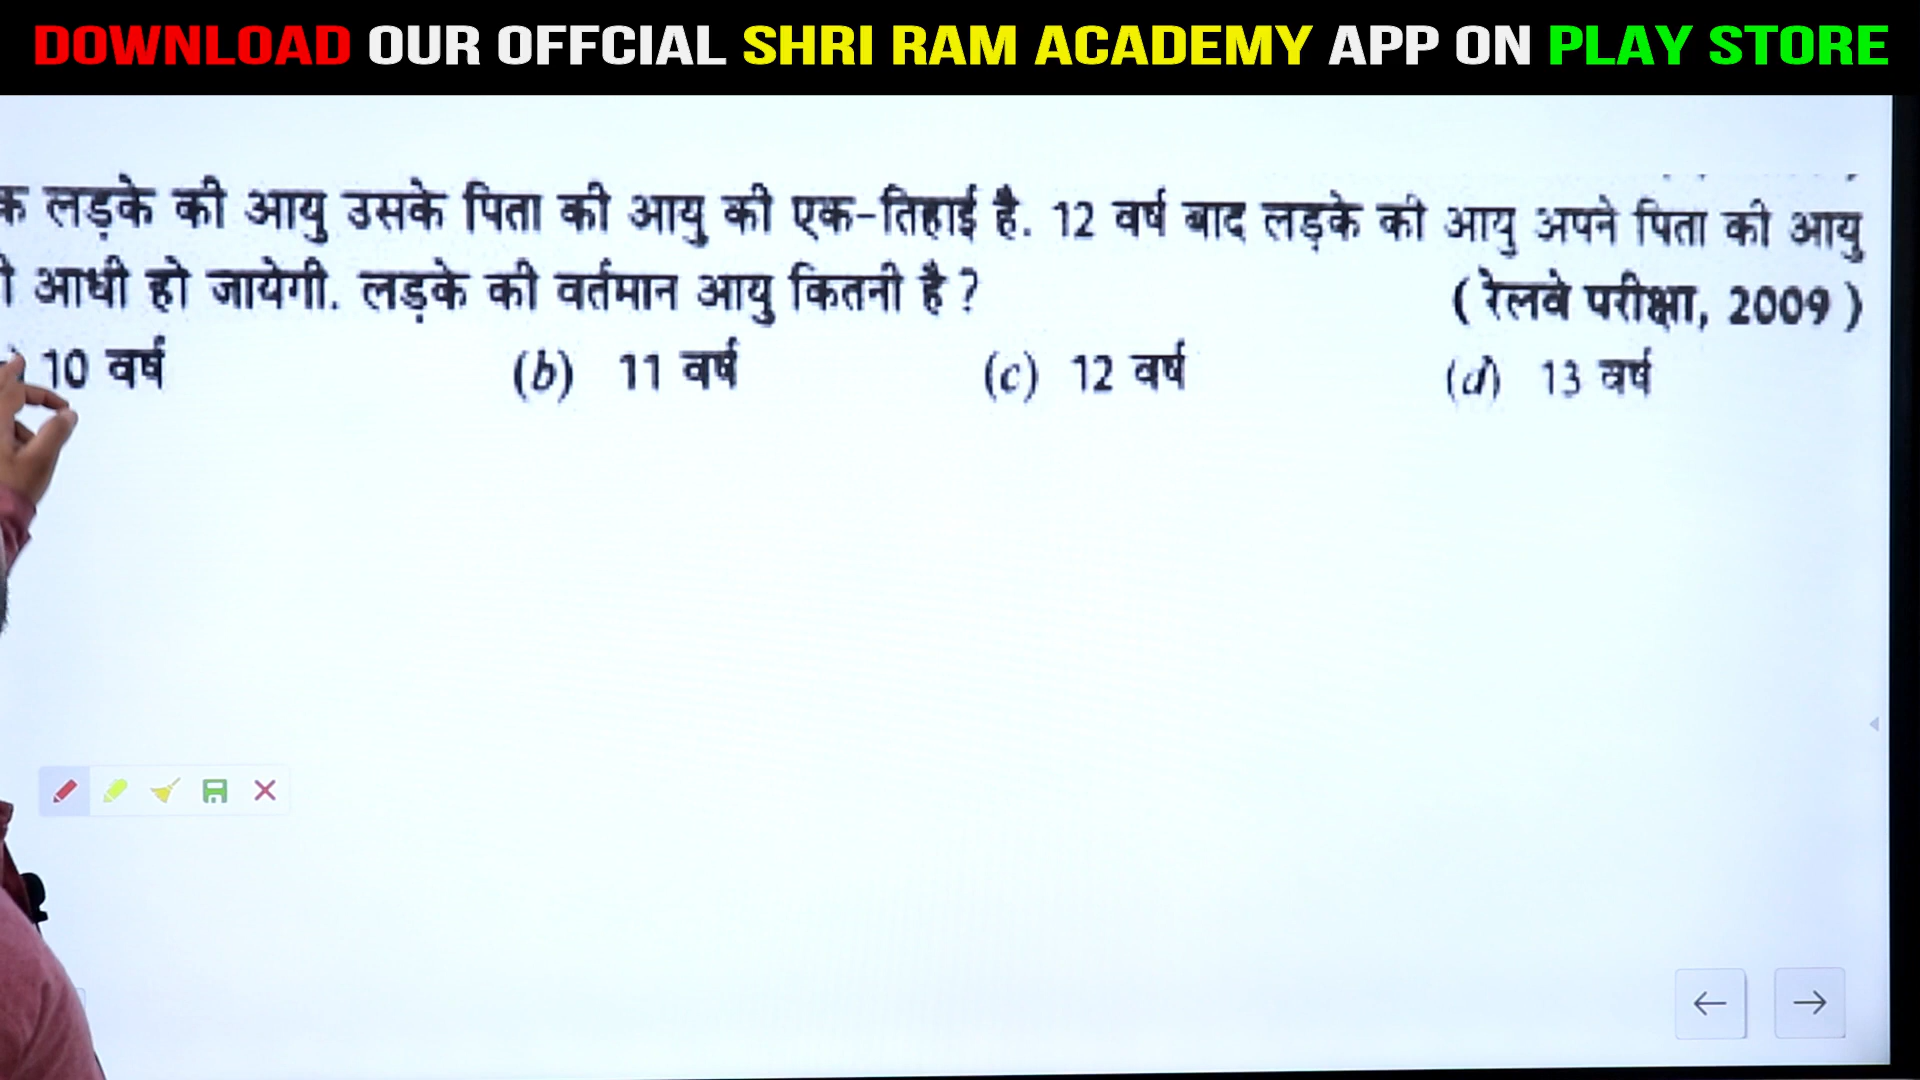 DOWNLOAD OUR OFFCIAL SHRI RAM ACADEMY APP ON PLAY STORE
लड़के की आयु उसके पिता की आयु की एक-तिहाई है. 12 वर्ष बाद लड़के की आयु अपने पिता की आयु
आधी हो जायेगी. लड़के की वर्तमान आयु कितनी है ? (रेलवे परीक्षा, 2009)
10 वर्ष (b) 11 वर्ष (c) 12 वर्ष (d) 13 वर्ष